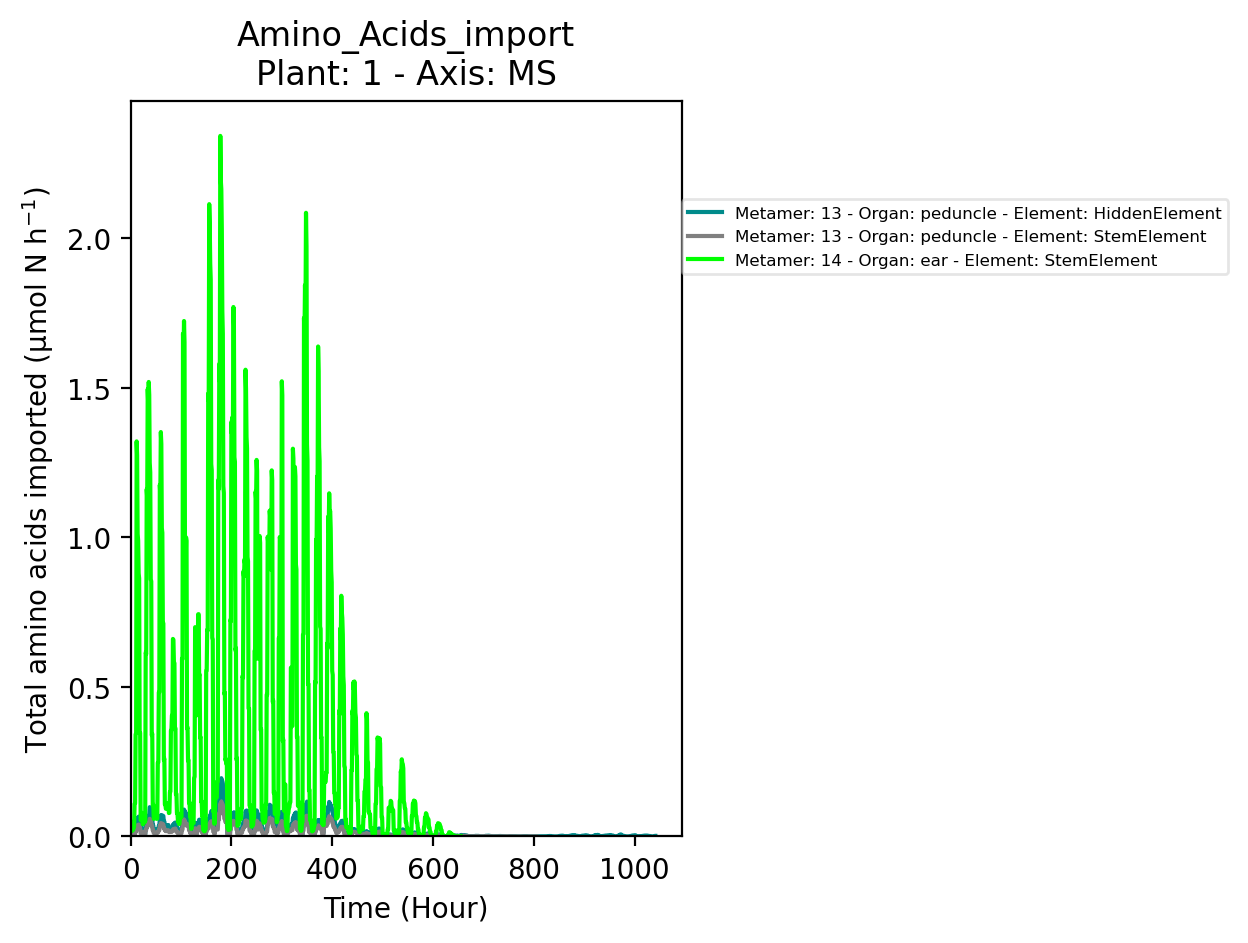 Amino_Acids_import
Plant: 1 - Axis: MS
Total amino acids imported (µmol N h⁻¹)
2.0
1.5
1.0
0.5
0.0
0 200 400 600 800 1000
Time (Hour)
Metamer: 13 - Organ: peduncle - Element: HiddenElement
Metamer: 13 - Organ: peduncle - Element: StemElement
Metamer: 14 - Organ: ear - Element: StemElement